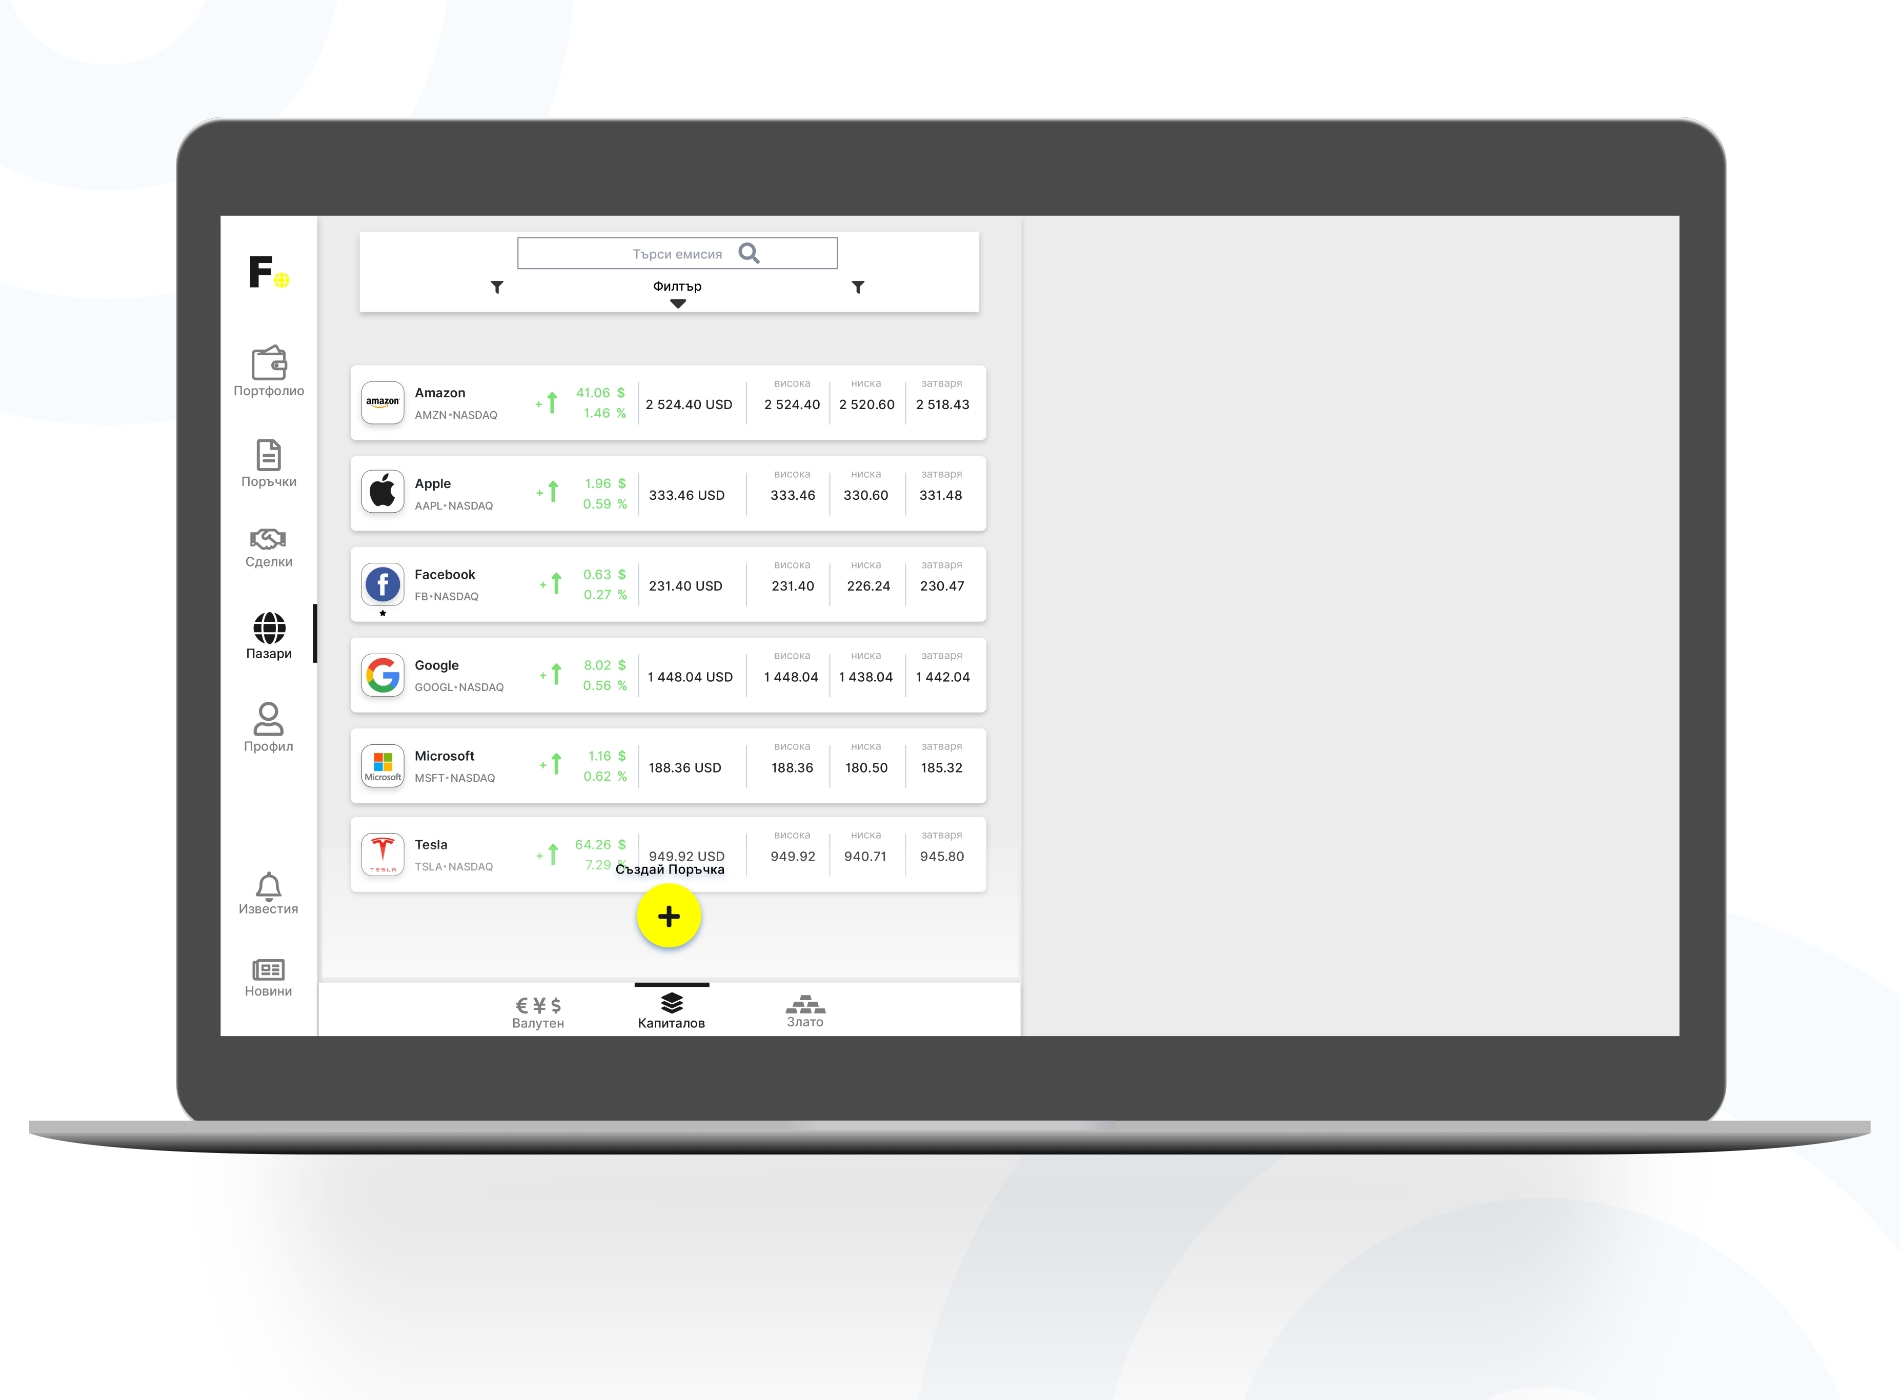 F
Портфолио
Поръчки
Сделки
Пазари
Профил
Известия
Новини
Търси емисия
Филтър
amazon
Amazon
AMZN•NASDAQ
+ 41.06 $
1.46 %
2 524.40 USD
висока ниска затваря
2 524.40 2 520.60 2 518.43
Apple
AAPL•NASDAQ
+ 1.96 $
0.59 %
333.46 USD
висока ниска затваря
333.46 330.60 331.48
Facebook
FB•NASDAQ
+ 0.63 $
0.27 %
231.40 USD
висока ниска затваря
231.40 226.24 230.47
Google
GOOGL•NASDAQ
+ 8.02 $
0.56 %
1 448.04 USD
висока ниска затваря
1 448.04 1 438.04 1 442.04
Microsoft
Microsoft
MSFT•NASDAQ
+ 1.16 $
0.62 %
188.36 USD
висока ниска затваря
188.36 180.50 185.32
TESLA
Tesla
TSLA•NASDAQ
+ 64.26 $
7.29 %
949.92 USD
висока ниска затваря
949.92 940.71 945.80
Създай Поръчка
€ ¥ $
Валутен
Капиталов
Злато